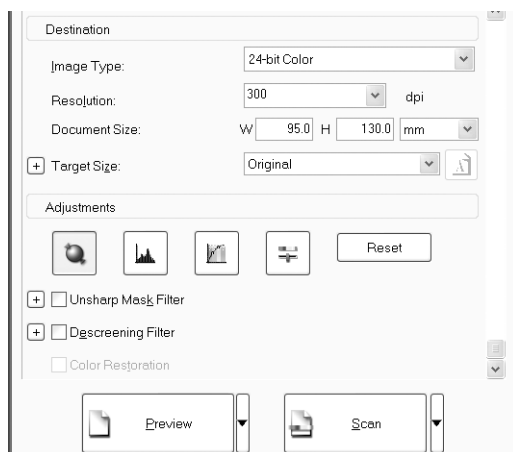 Destination
Image Type: 24-bit Color
Resolution: 300 dpi
Document Size: W 95.0 H 130.0 mm
+ Target Size: Original
Adjustments
Reset
+ Unsharp Mask Filter
+ Descreening Filter
Color Restoration
Preview Scan